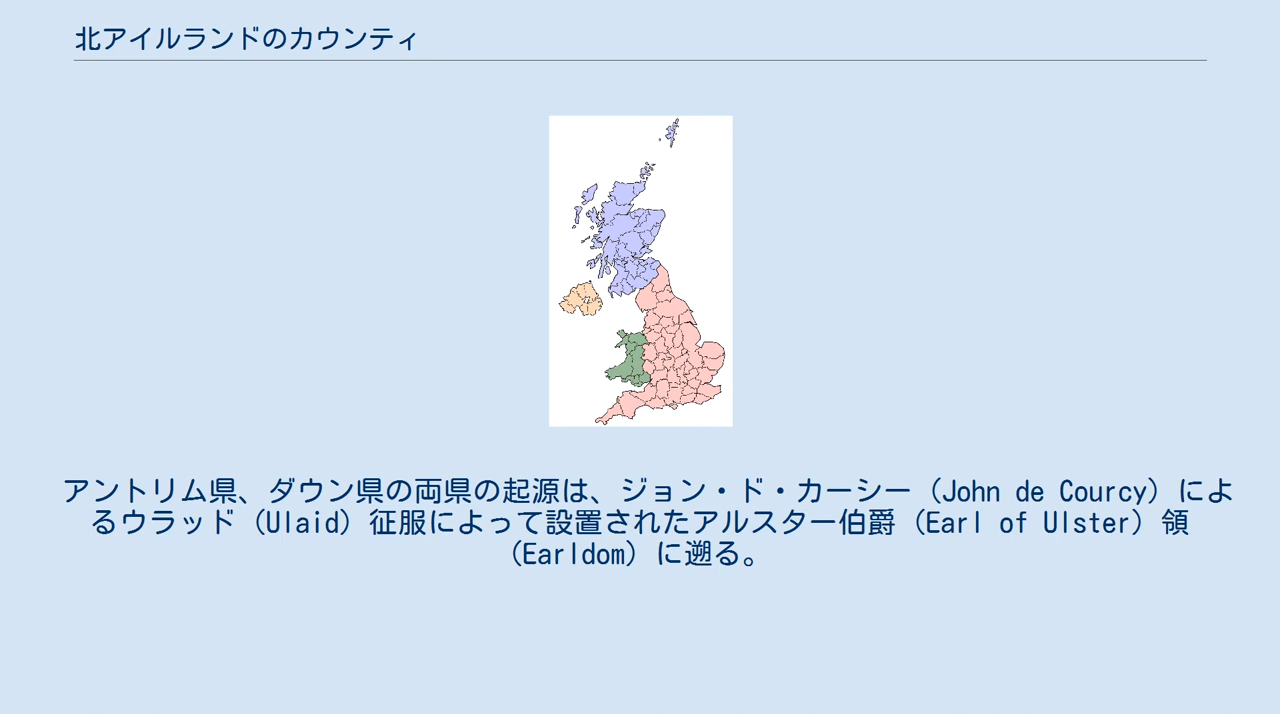 北アイルランドのカウンティ
アントリム県、ダウン県の両県の起源は、ジョン・ド・カーシー（John de Courcy）によ
るウラッド（Ulaid）征服によって設置されたアルスター伯爵（Earl of Ulster）領
（Earldom）に遡る。